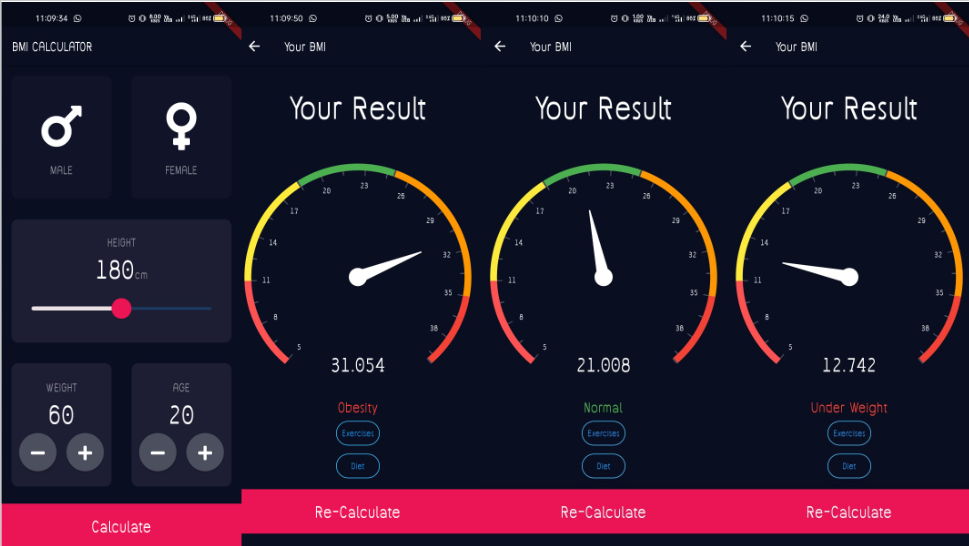 11:09:34
BMI CALCULATOR
MALE
FEMALE
HEIGHT
180cm
WEIGHT
60
AGE
20
Calculate
11:09:50
Your BMI
Your Result
5
8
11
14
17
20
23
26
29
32
35
38
31.054
Obesity
Exercises
Diet
Re-Calculate
11:10:10
Your BMI
Your Result
5
8
11
14
17
20
23
26
29
32
35
38
21.008
Normal
Exercises
Diet
Re-Calculate
11:10:15
Your BMI
Your Result
5
8
11
14
17
20
23
26
29
32
35
38
12.742
Under Weight
Exercises
Diet
Re-Calculate